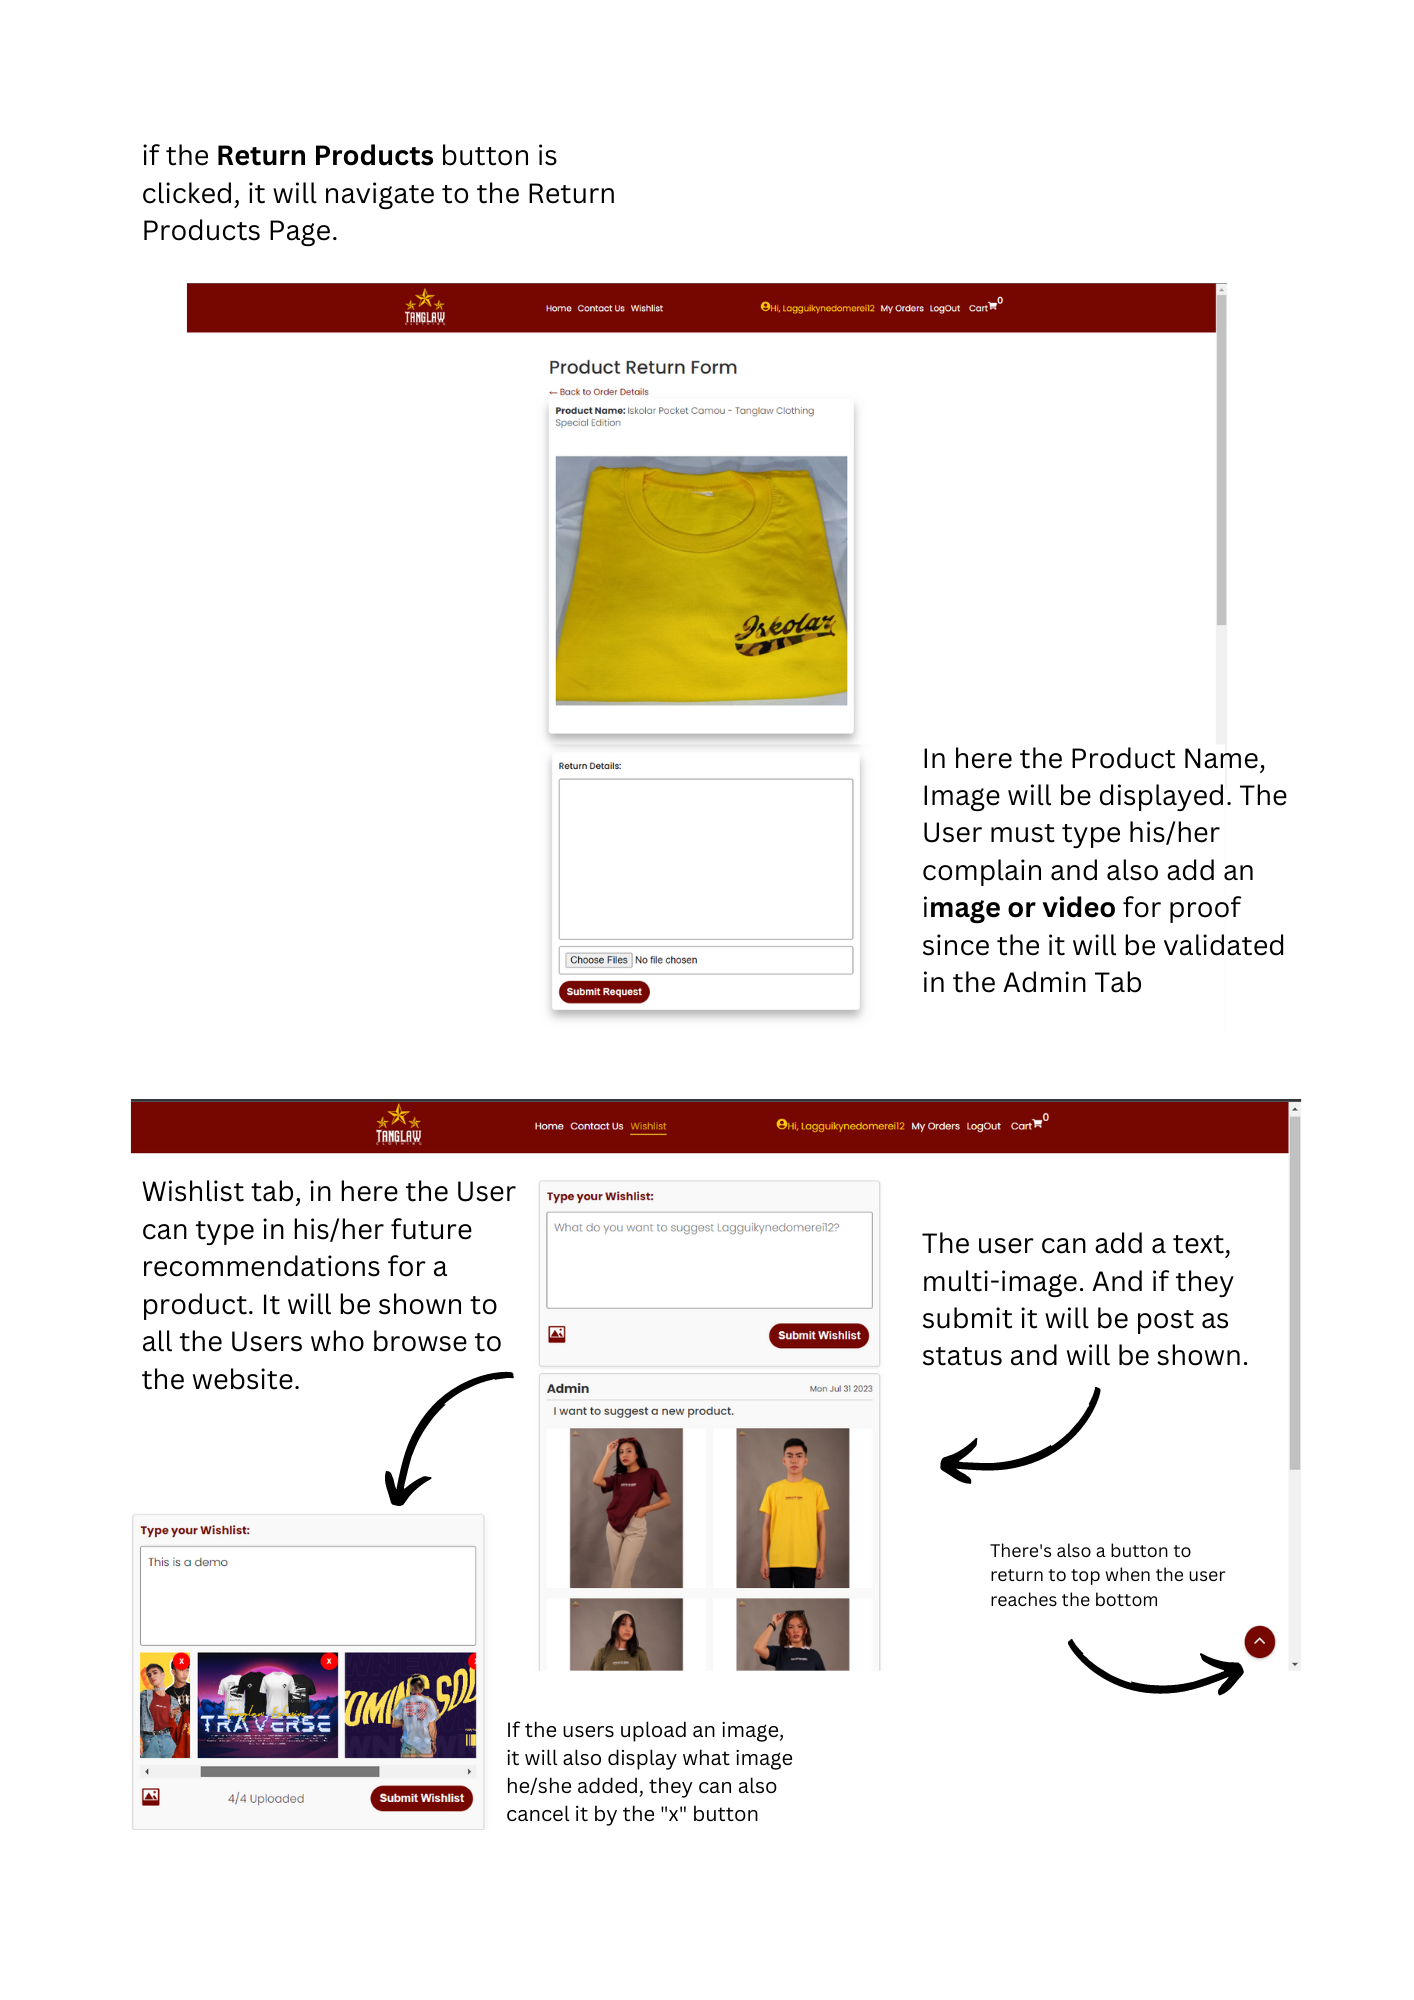 if the Return Products button is
clicked, it will navigate to the Return
Products Page.
TANGLAW
CLOTHING
Home Contact Us Wishlist
Hi, Lagguikynedomerei12 My Orders LogOut Cart 0
Product Return Form
← Back to Order Details
Product Name: Iskolar Pocket Camou - Tanglaw Clothing
Special Edition
Iskolar
Return Details:
Choose Files No file chosen
Submit Request
In here the Product Name,
Image will be displayed. The
User must type his/her
complain and also add an
image or video for proof
since the it will be validated
in the Admin Tab
TANGLAW
CLOTHING
Home Contact Us Wishlist
Hi, Lagguikynedomerei12 My Orders LogOut Cart 0
Wishlist tab, in here the User
can type in his/her future
recommendations for a
product. It will be shown to
all the Users who browse to
the website.
Type your Wishlist:
What do you want to suggest Lagguikynedomerei12?
Submit Wishlist
The user can add a text,
multi-image. And if they
submit it will be post as
status and will be shown.
Admin
Mon Jul 31 2023
I want to suggest a new product.
There's also a button to
return to top when the user
reaches the bottom
Type your Wishlist:
This is a demo
x
x
Tanglaw Exclusive
TRAVERSE
OMING SOO
4/4 Uploaded
Submit Wishlist
If the users upload an image,
it will also display what image
he/she added, they can also
cancel it by the "x" button